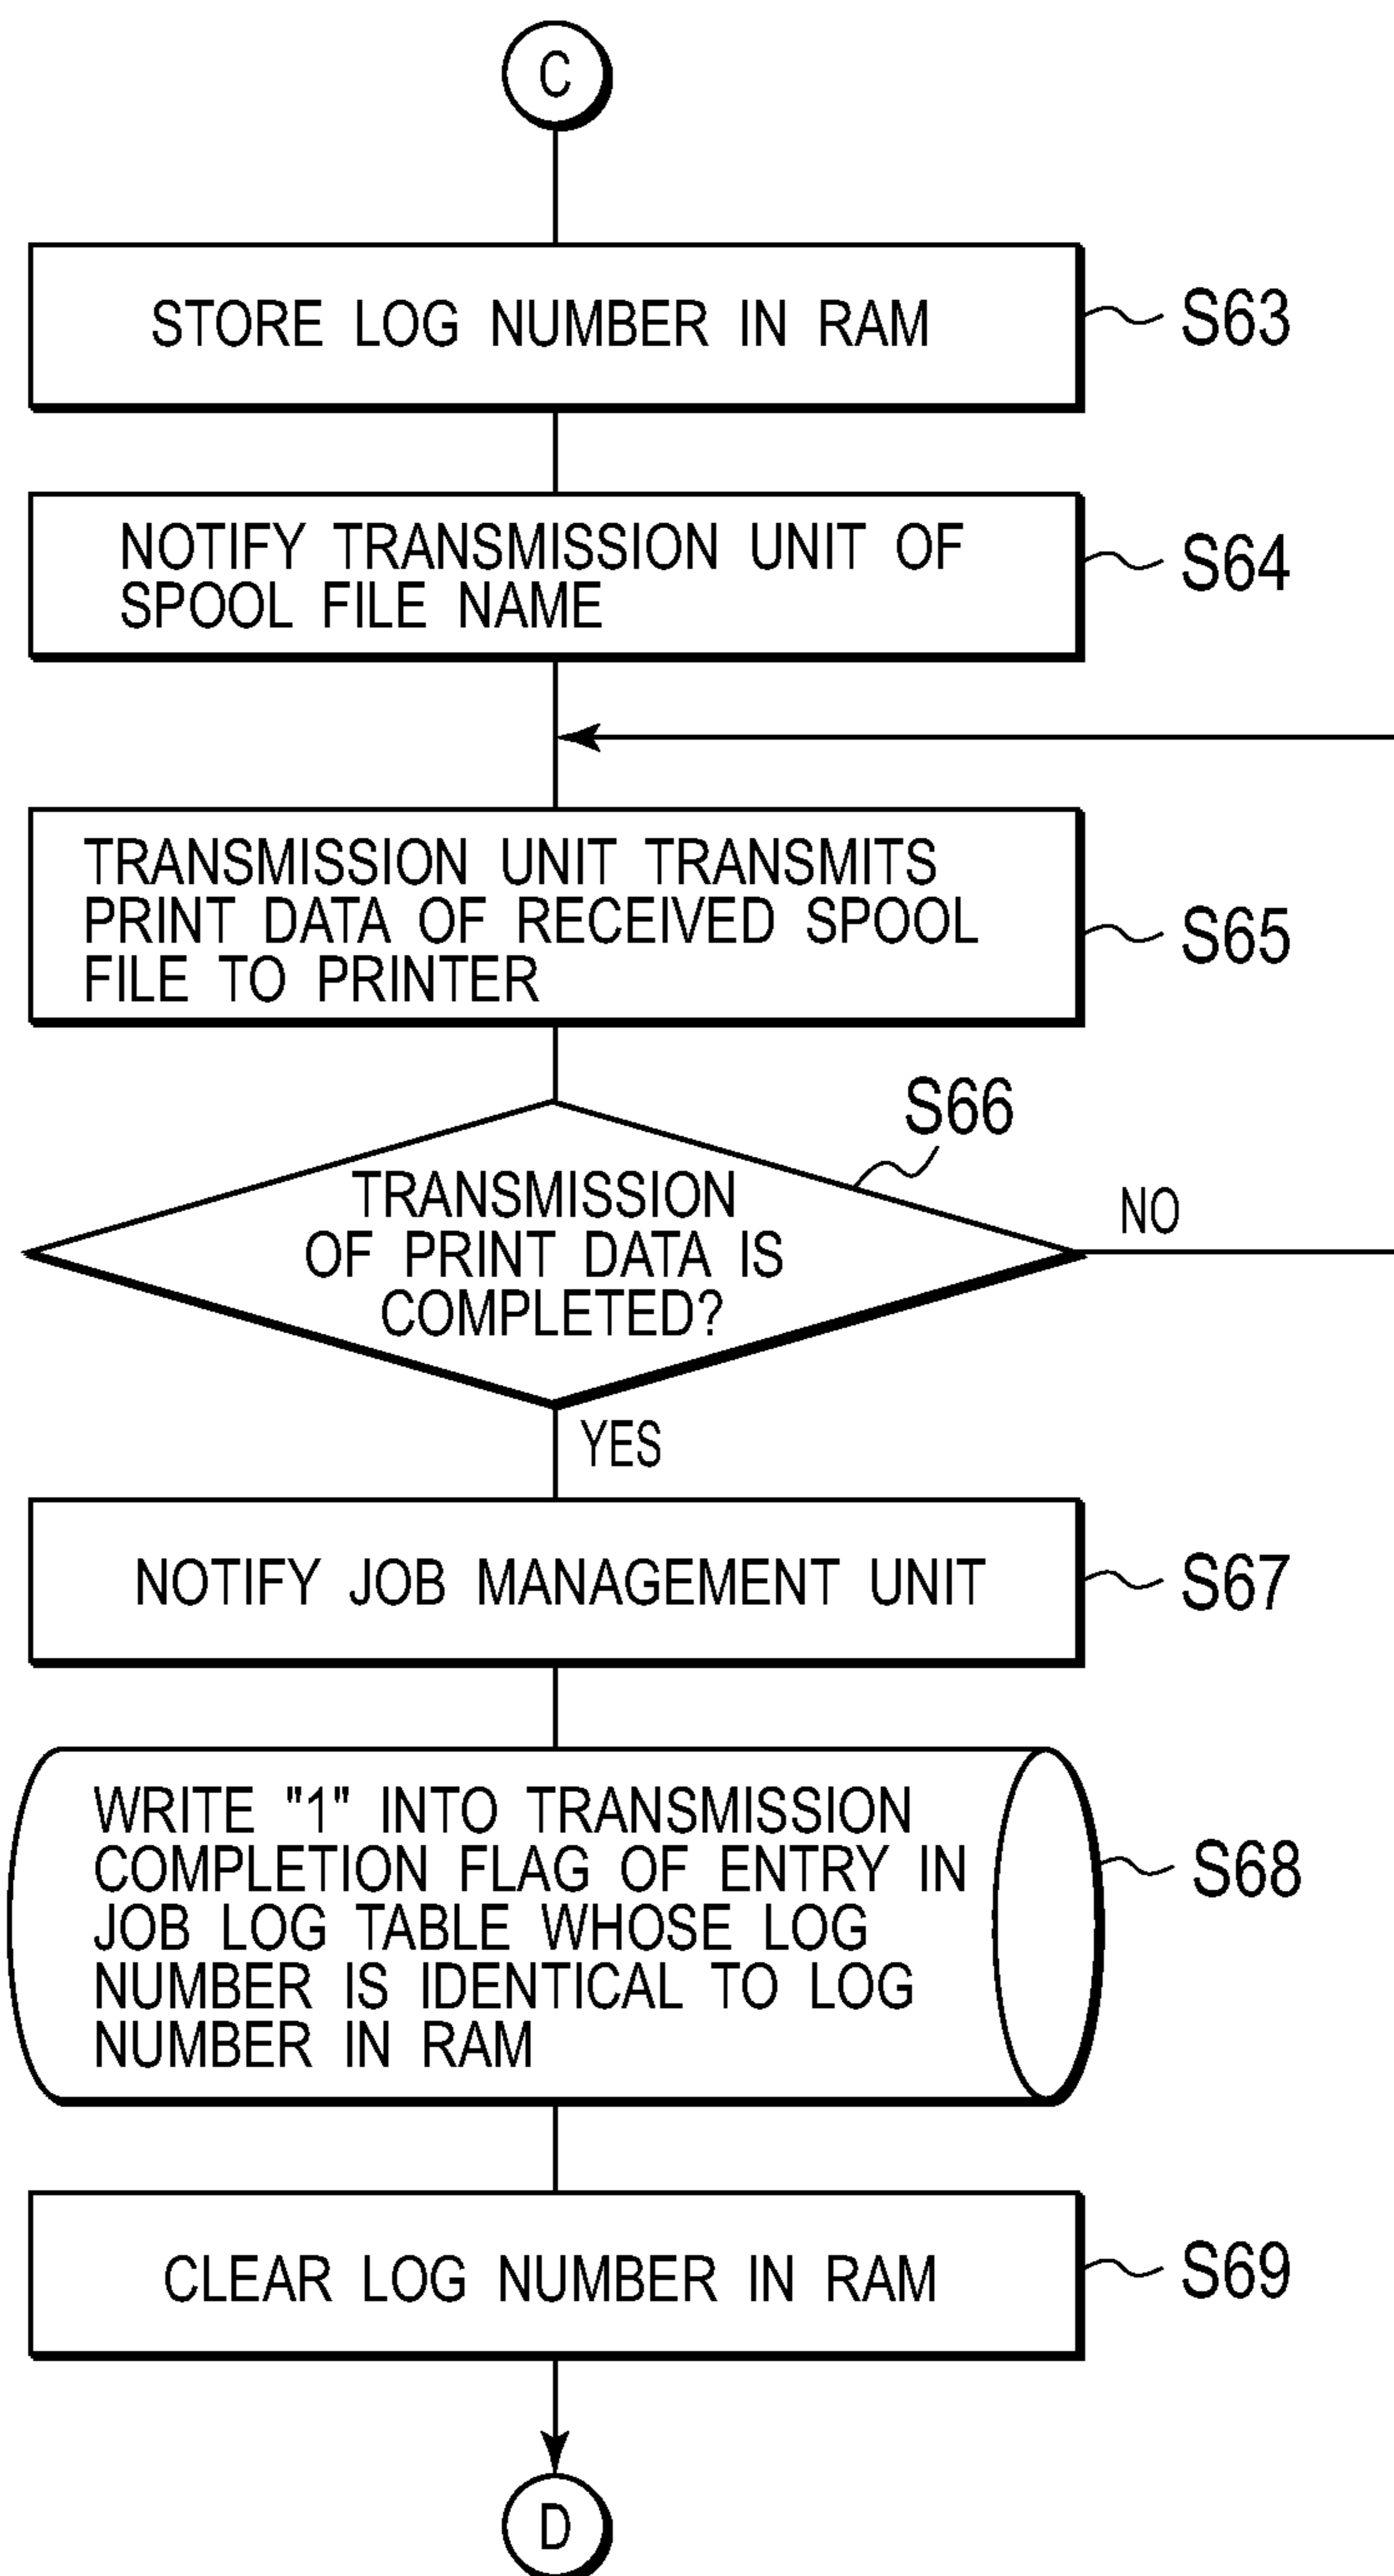 C
STORE LOG NUMBER IN RAM
S63
NOTIFY TRANSMISSION UNIT OF
SPOOL FILE NAME
S64
TRANSMISSION UNIT TRANSMITS
PRINT DATA OF RECEIVED SPOOL
FILE TO PRINTER
S65
S66
TRANSMISSION
OF PRINT DATA IS
COMPLETED?
NO
YES
NOTIFY JOB MANAGEMENT UNIT
S67
WRITE "1" INTO TRANSMISSION
COMPLETION FLAG OF ENTRY IN
JOB LOG TABLE WHOSE LOG
NUMBER IS IDENTICAL TO LOG
NUMBER IN RAM
S68
CLEAR LOG NUMBER IN RAM
S69
D